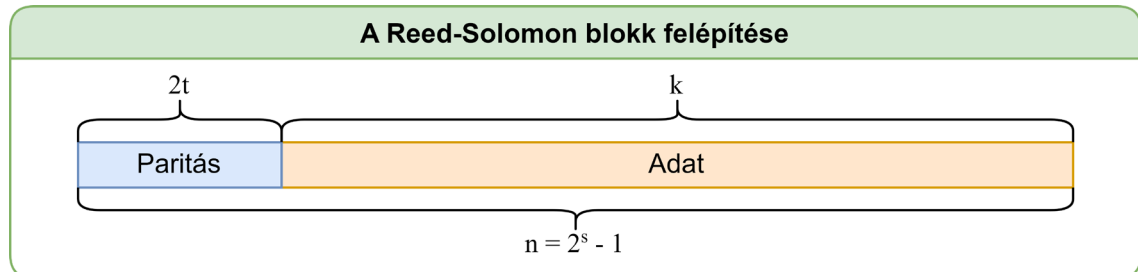 A Reed-Solomon blokk felépítése
2t k
Paritás Adat
n = 2ˢ - 1